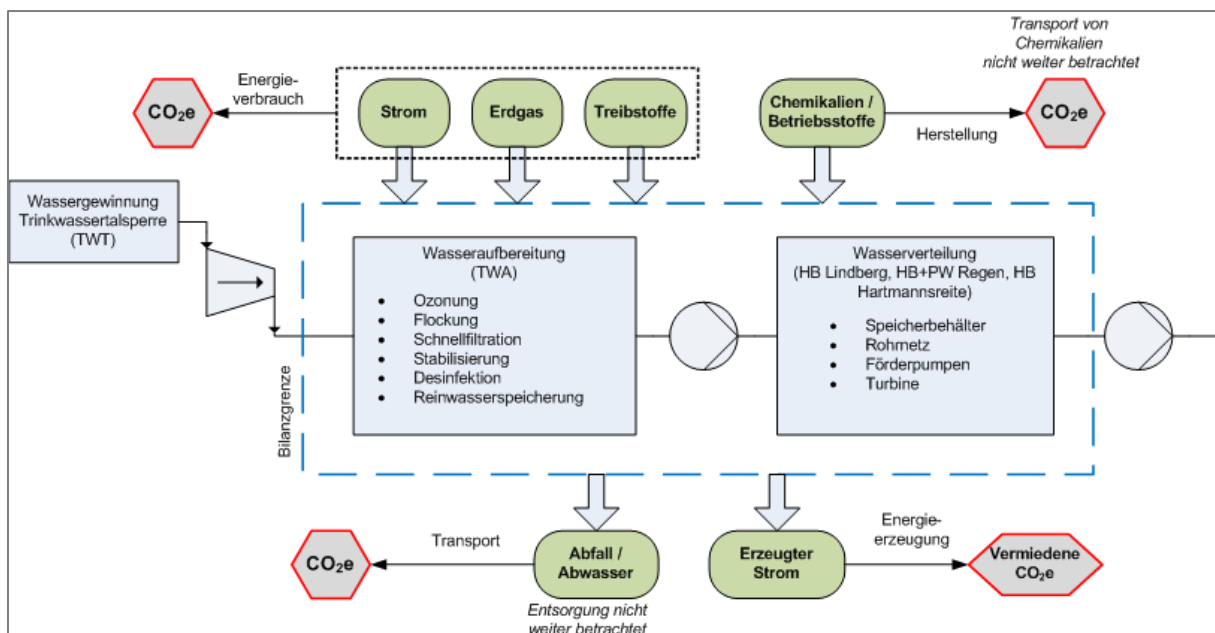 Transport von
Chemikalien
nicht weiter betrachtet
Energie-
verbrauch
CO₂e
Strom
Erdgas
Treibstoffe
Chemikalien /
Betriebsstoffe
Herstellung
CO₂e
Wassergewinnung
Trinkwassertalsperre
(TWT)
Wasseraufbereitung
(TWA)
• Ozonung
• Flockung
• Schnellfiltration
• Stabilisierung
• Desinfektion
• Reinwasserspeicherung
Wasserverteilung
(HB Lindberg, HB+PW Regen, HB
Hartmannsreite)
• Speicherbehälter
• Rohrnetz
• Förderpumpen
• Turbine
Bilanzgrenze
CO₂e
Transport
Abfall /
Abwasser
Entsorgung nicht
weiter betrachtet
Erzeugter
Strom
Energie-
erzeugung
Vermiedene
CO₂e